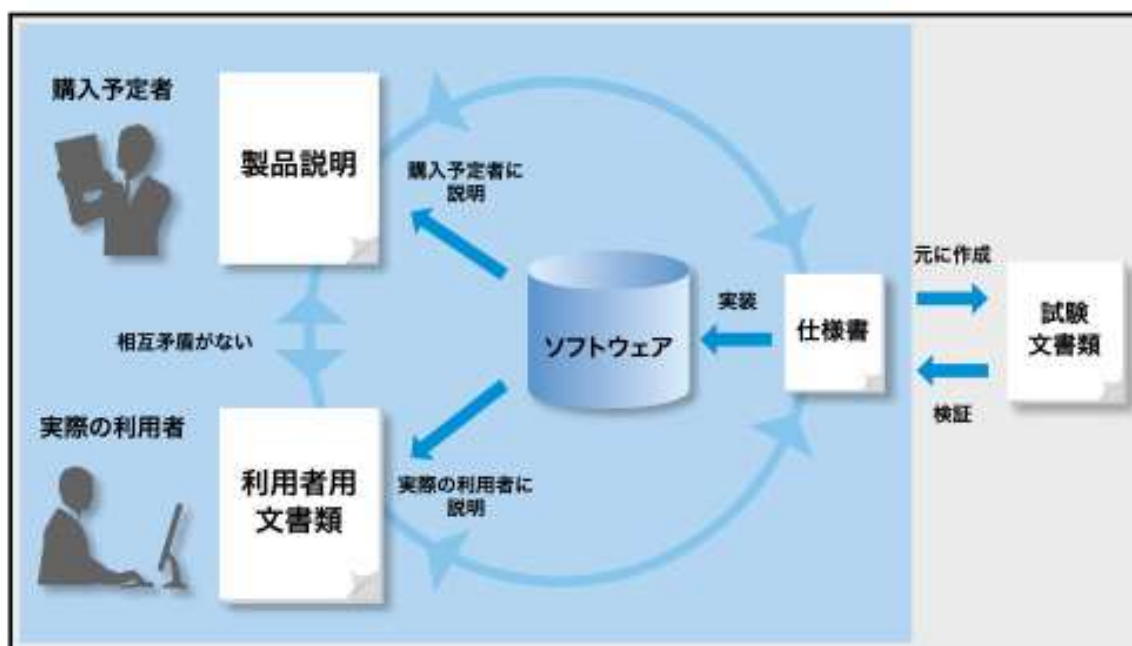 購入予定者
製品説明
購入予定者に
説明
相互矛盾がない
ソフトウェア
実装
仕様書
元に作成
検証
試験
文書類
実際の利用者
利用者用
文書類
実際の利用者に
説明